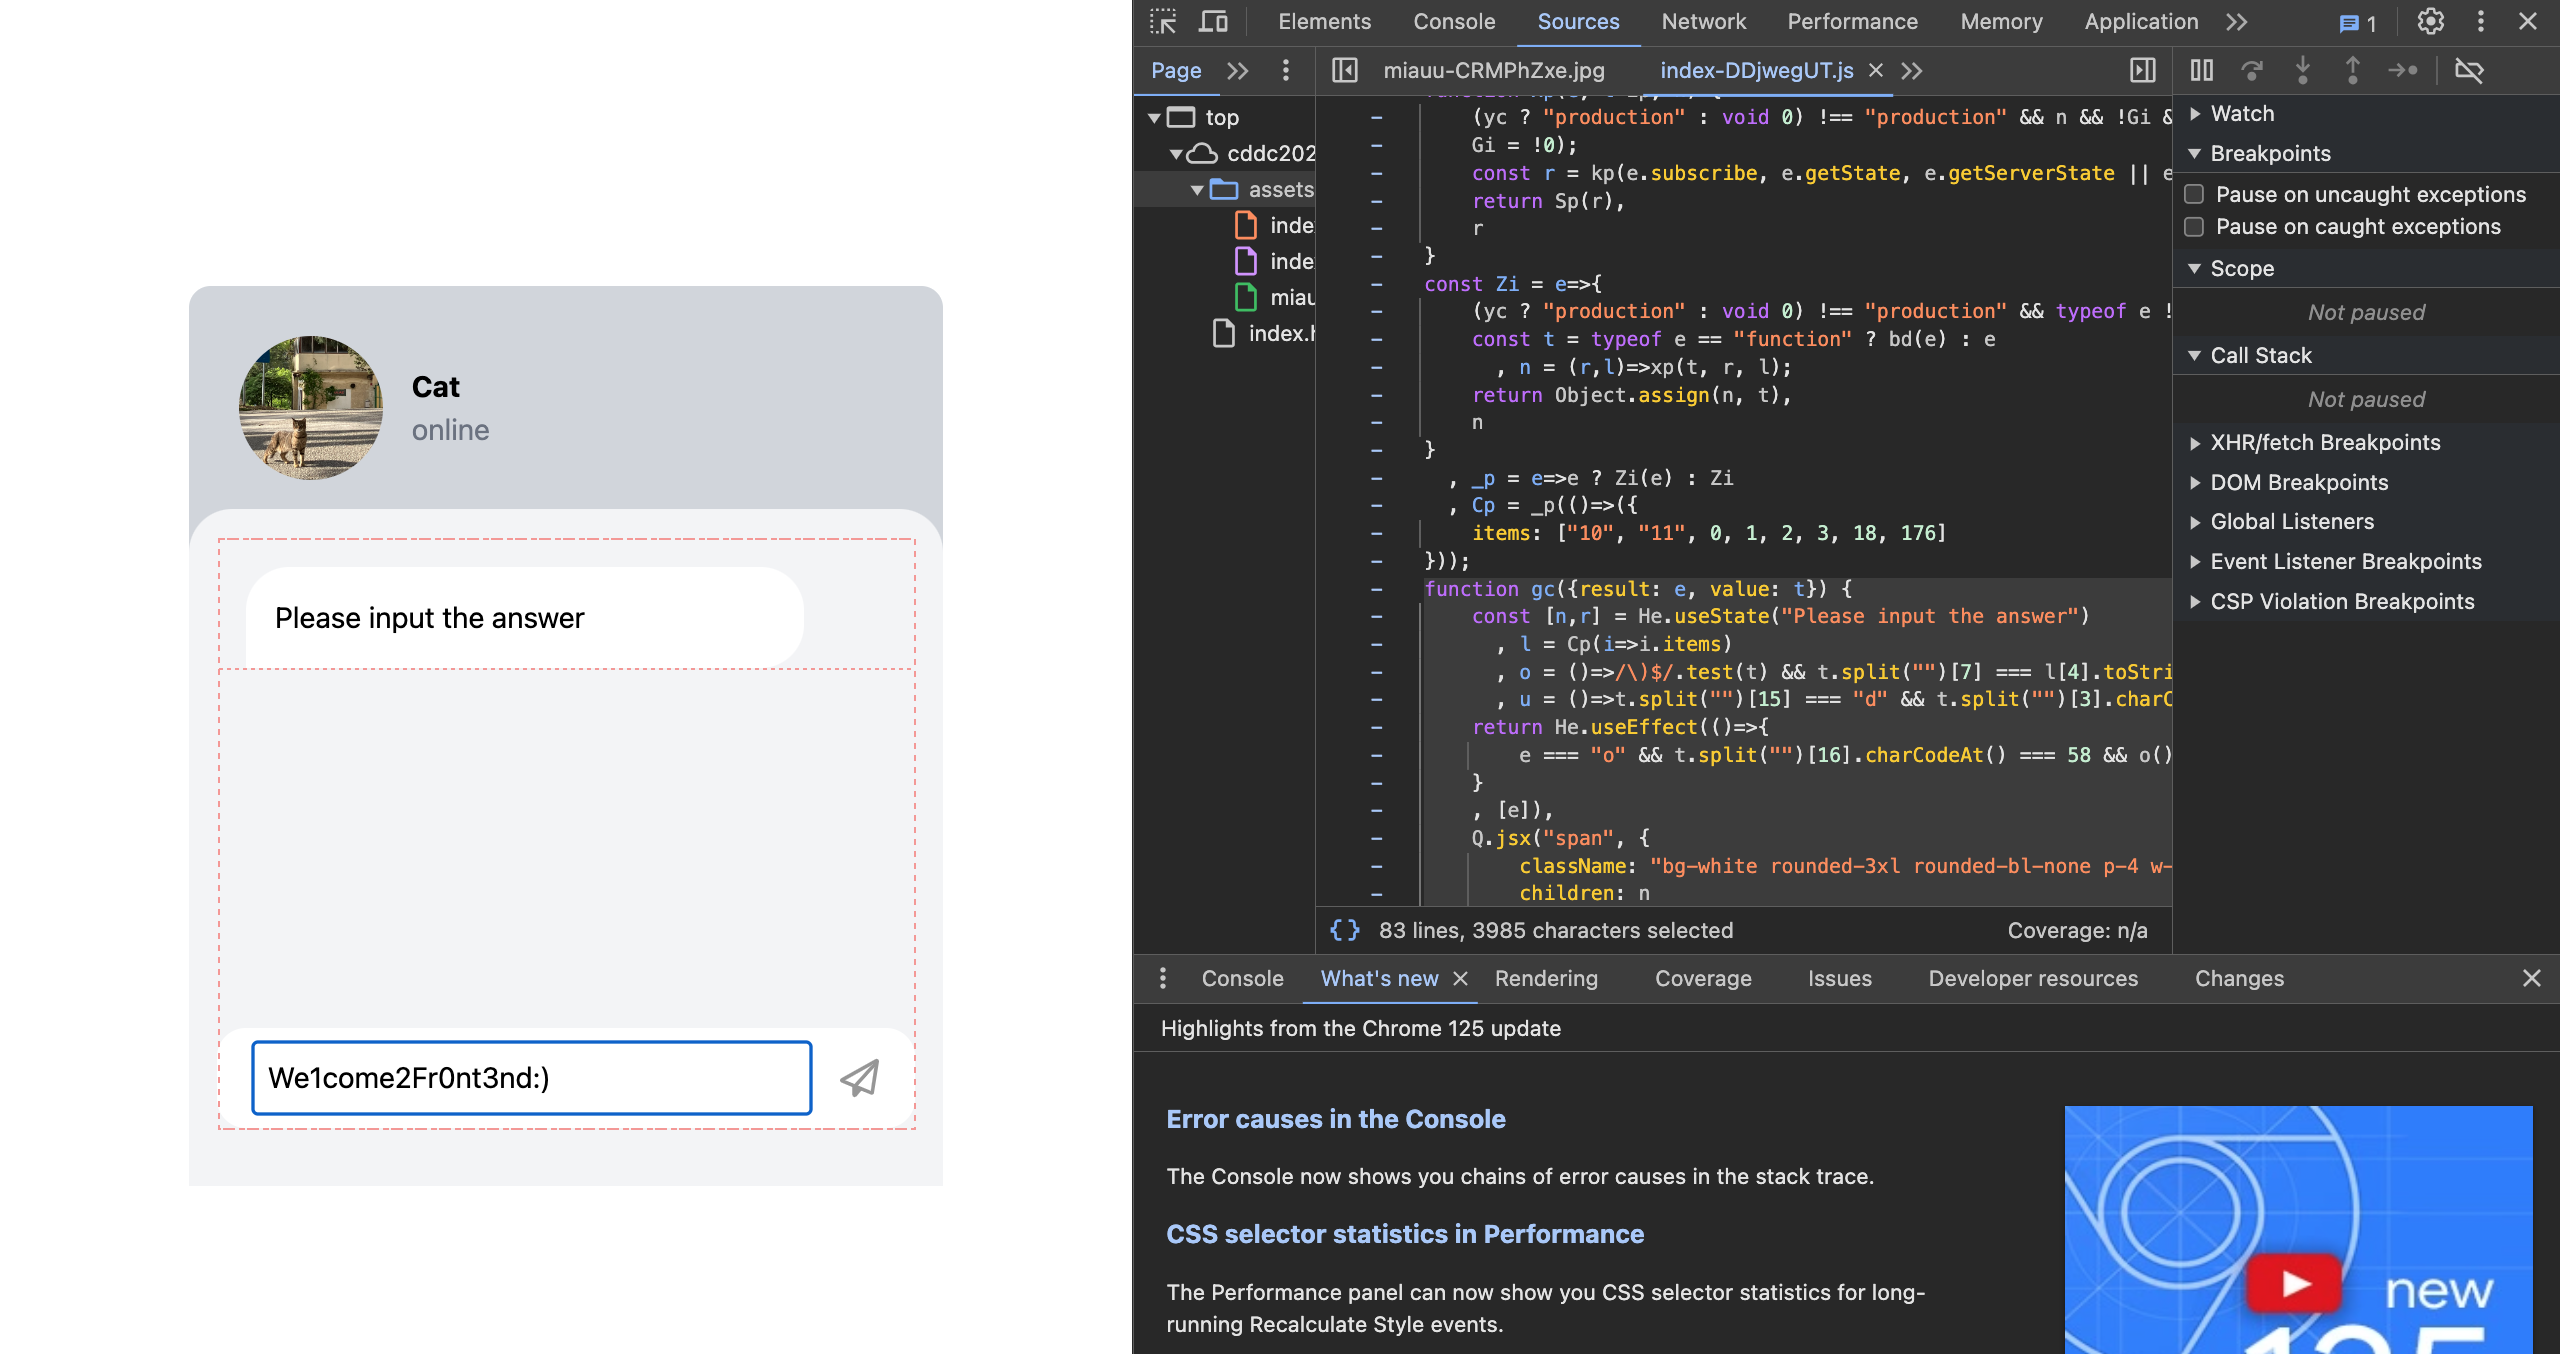 Cat
online
Please input the answer
We1come2Fr0nt3nd:)
Elements Console Sources Network Performance Memory Application 1
Page miauu-CRMPhZxe.jpg index-DDjwegUT.js
top
cddc202
assets
inde
inde
miau
index.h
(yc ? "production" : void 0) !== "production" && n && !Gi &
Gi = !0);
const r = kp(e.subscribe, e.getState, e.getServerState || e
return Sp(r),
r
}
const Zi = e=>{
(yc ? "production" : void 0) !== "production" && typeof e !
const t = typeof e == "function" ? bd(e) : e
, n = (r,l)=>xp(t, r, l);
return Object.assign(n, t),
n
}
, _p = e=>e ? Zi(e) : Zi
, Cp = _p(()=>({
items: ["10", "11", 0, 1, 2, 3, 18, 176]
}));
function gc({result: e, value: t}) {
const [n,r] = He.useState("Please input the answer")
, l = Cp(i=>i.items)
, o = ()=>/\)$/.test(t) && t.split("")[7] === l[4].toStri
, u = ()=>t.split("")[15] === "d" && t.split("")[3].charC
return He.useEffect(()=>{
e === "o" && t.split("")[16].charCodeAt() === 58 && o()
}
, [e]),
Q.jsx("span", {
className: "bg-white rounded-3xl rounded-bl-none p-4 w-
children: n
{ } 83 lines, 3985 characters selected Coverage: n/a
Watch
Breakpoints
Pause on uncaught exceptions
Pause on caught exceptions
Scope
Not paused
Call Stack
Not paused
XHR/fetch Breakpoints
DOM Breakpoints
Global Listeners
Event Listener Breakpoints
CSP Violation Breakpoints
Console What's new Rendering Coverage Issues Developer resources Changes
Highlights from the Chrome 125 update
Error causes in the Console
The Console now shows you chains of error causes in the stack trace.
CSS selector statistics in Performance
The Performance panel can now show you CSS selector statistics for long-
running Recalculate Style events.
new
125